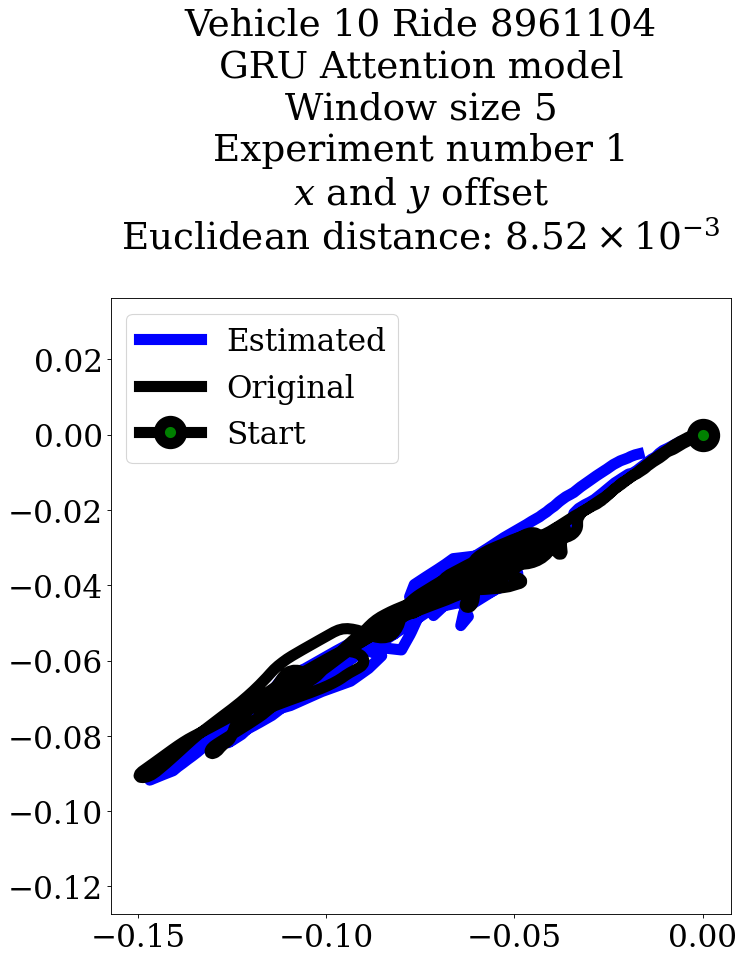 Vehicle 10 Ride 8961104
GRU Attention model
Window size 5
Experiment number 1
x and y offset
Euclidean distance: 8.52 × 10⁻³
Estimated
Original
Start
0.02
0.00
−0.02
−0.04
−0.06
−0.08
−0.10
−0.12
−0.15 −0.10 −0.05 0.00